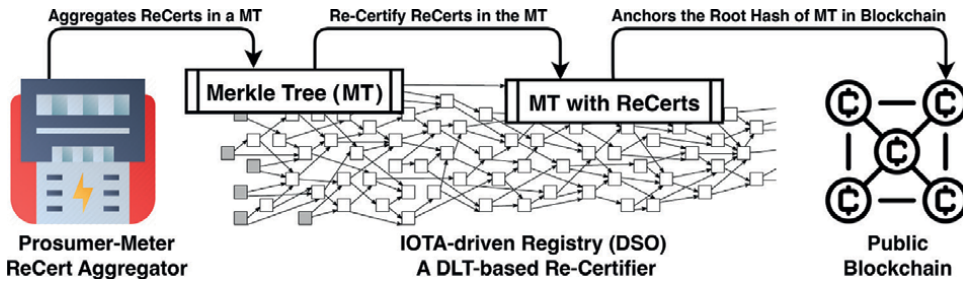 Aggregates ReCerts in a MT
Re-Certify ReCerts in the MT
Anchors the Root Hash of MT in Blockchain
Merkle Tree (MT)
MT with ReCerts
Prosumer-Meter
ReCert Aggregator
IOTA-driven Registry (DSO)
A DLT-based Re-Certifier
Public
Blockchain